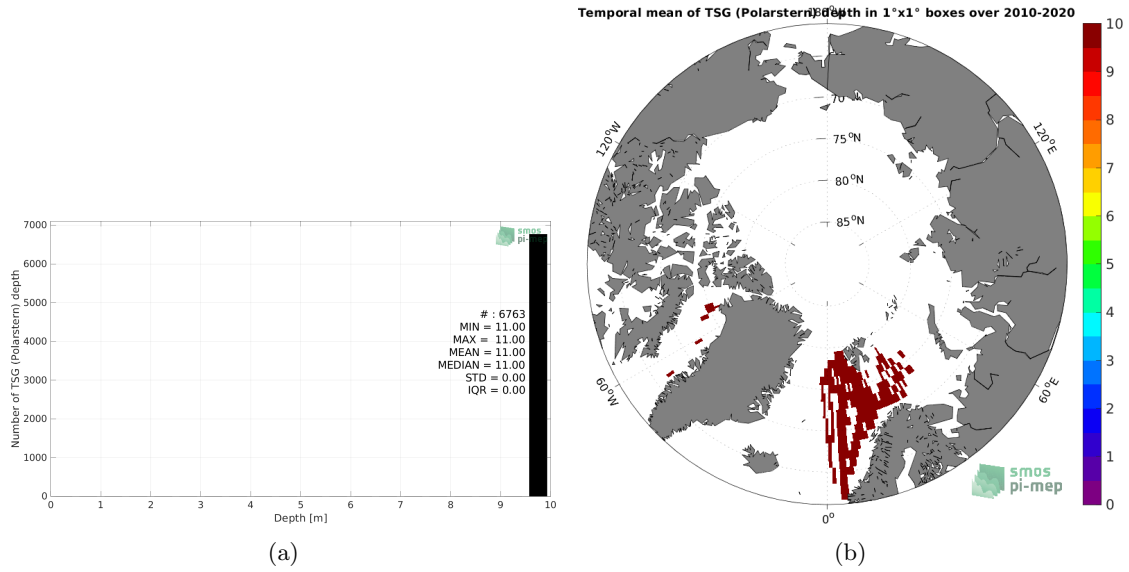 Number of TSG (Polarstern) depth
7000
6000
5000
4000
3000
2000
1000
0
smos
pi-mep
# : 6763
MIN = 11.00
MAX = 11.00
MEAN = 11.00
MEDIAN = 11.00
STD = 0.00
IQR = 0.00
0 1 2 3 4 5 6 7 8 9 10
Depth [m]
(a)
Temporal mean of TSG (Polarstern) depth in 1°x1° boxes over 2010-2020
180°W
120°W
120°E
70°N
75°N
80°N
85°N
60°W
60°E
0°
smos
pi-mep
10
9
8
7
6
5
4
3
2
1
0
(b)